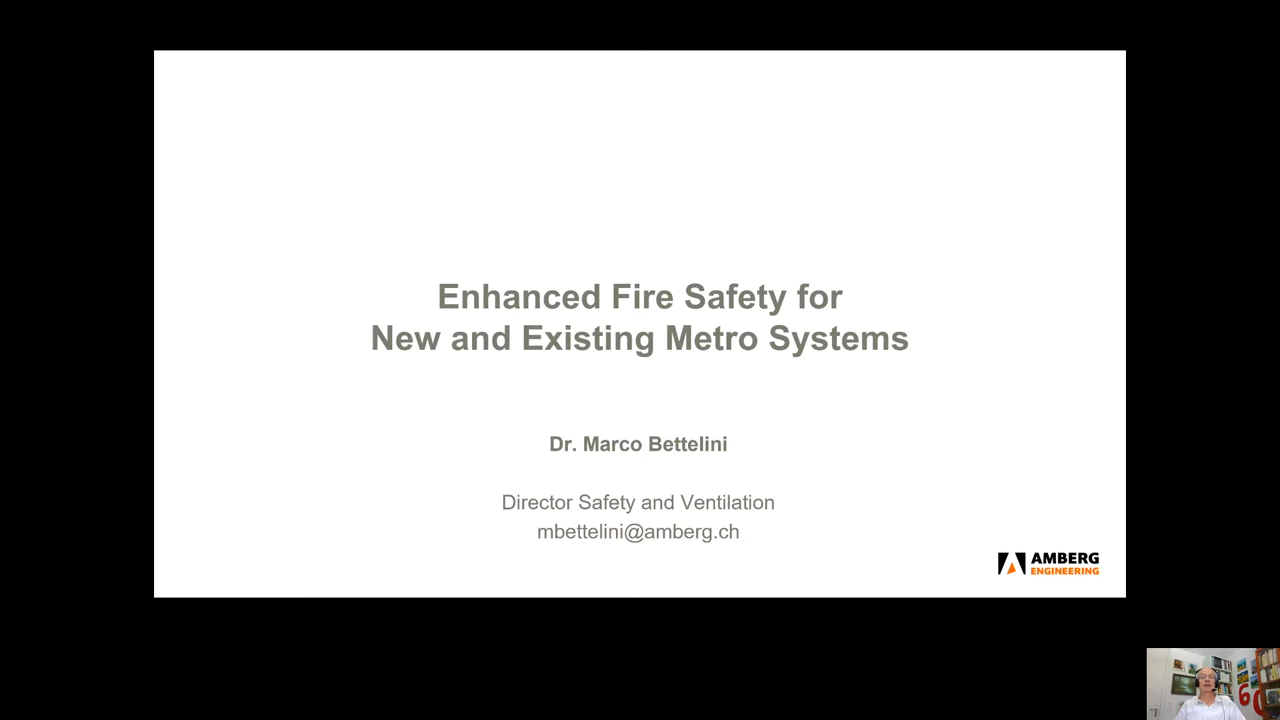 Enhanced Fire Safety for
New and Existing Metro Systems
Dr. Marco Bettelini
Director Safety and Ventilation
mbettelini@amberg.ch
AMBERG
ENGINEERING
60